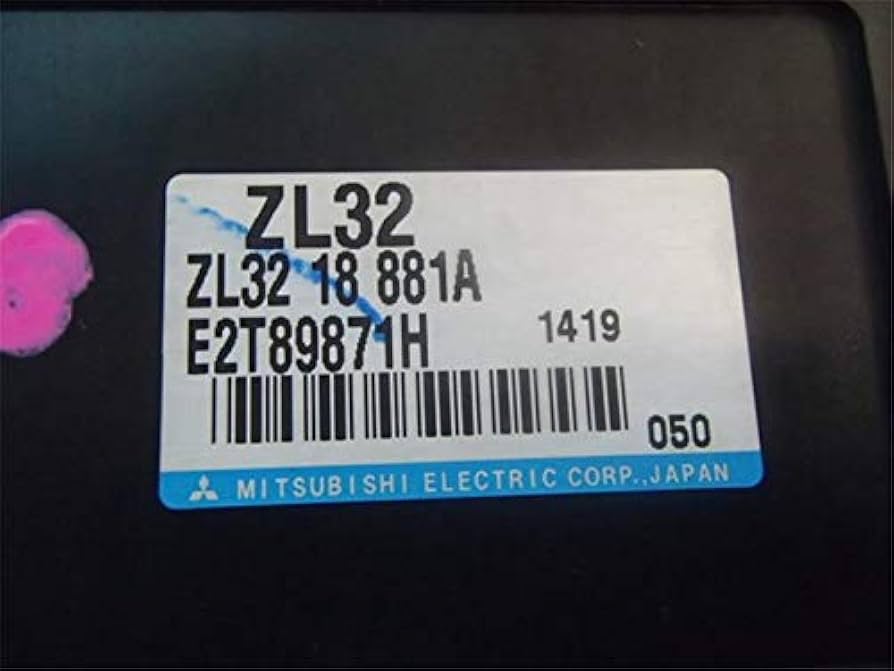 ZL32
ZL32 18 881A
E2T89871H 1419
050
MITSUBISHI ELECTRIC CORP.,JAPAN